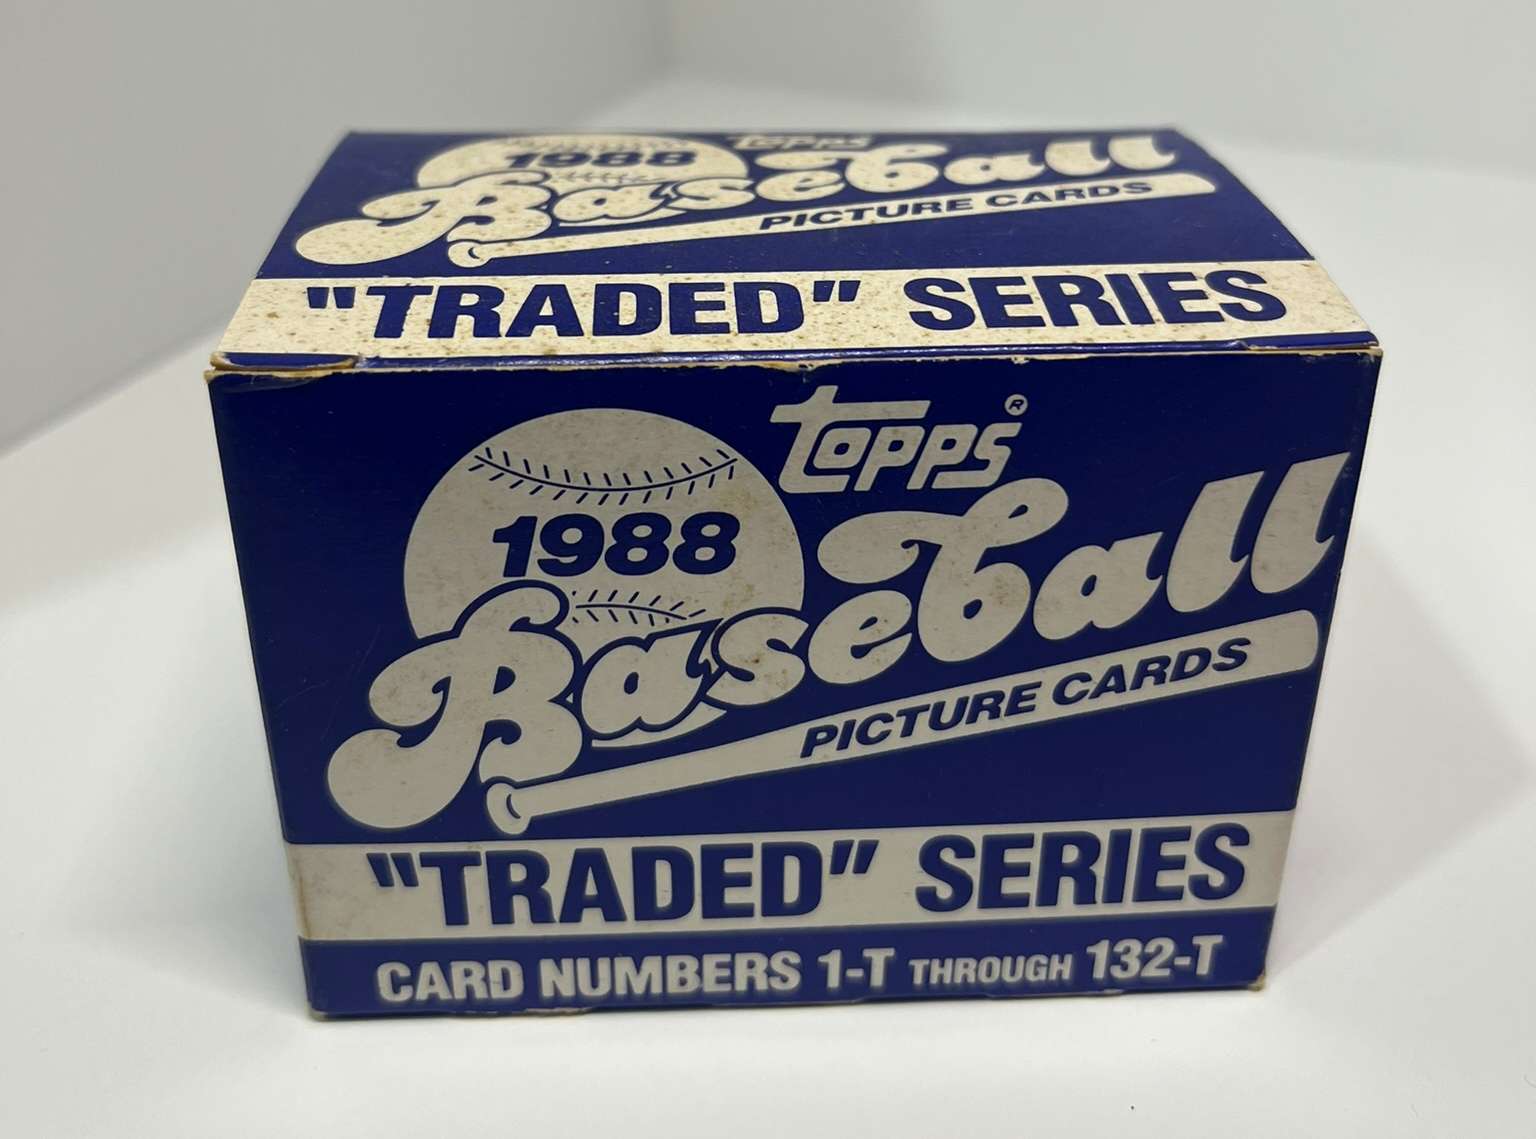 Topps
1988
Baseball
PICTURE CARDS
"TRADED" SERIES
Topps®
1988
Baseball
PICTURE CARDS
"TRADED" SERIES
CARD NUMBERS 1-T THROUGH 132-T